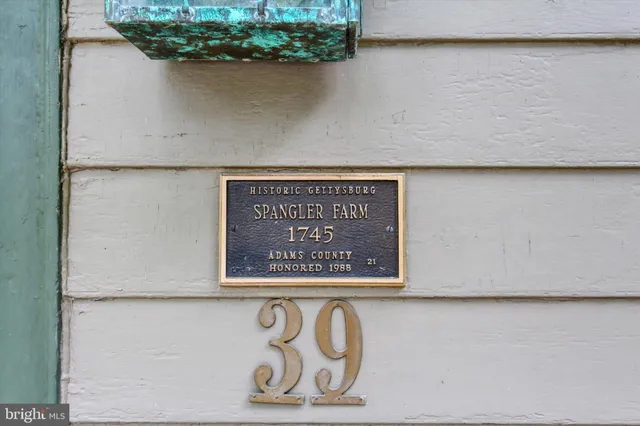 HISTORIC GETTYSBURG
SPANGLER FARM
1745
ADAMS COUNTY
HONORED 1988 21
39
bright MLS